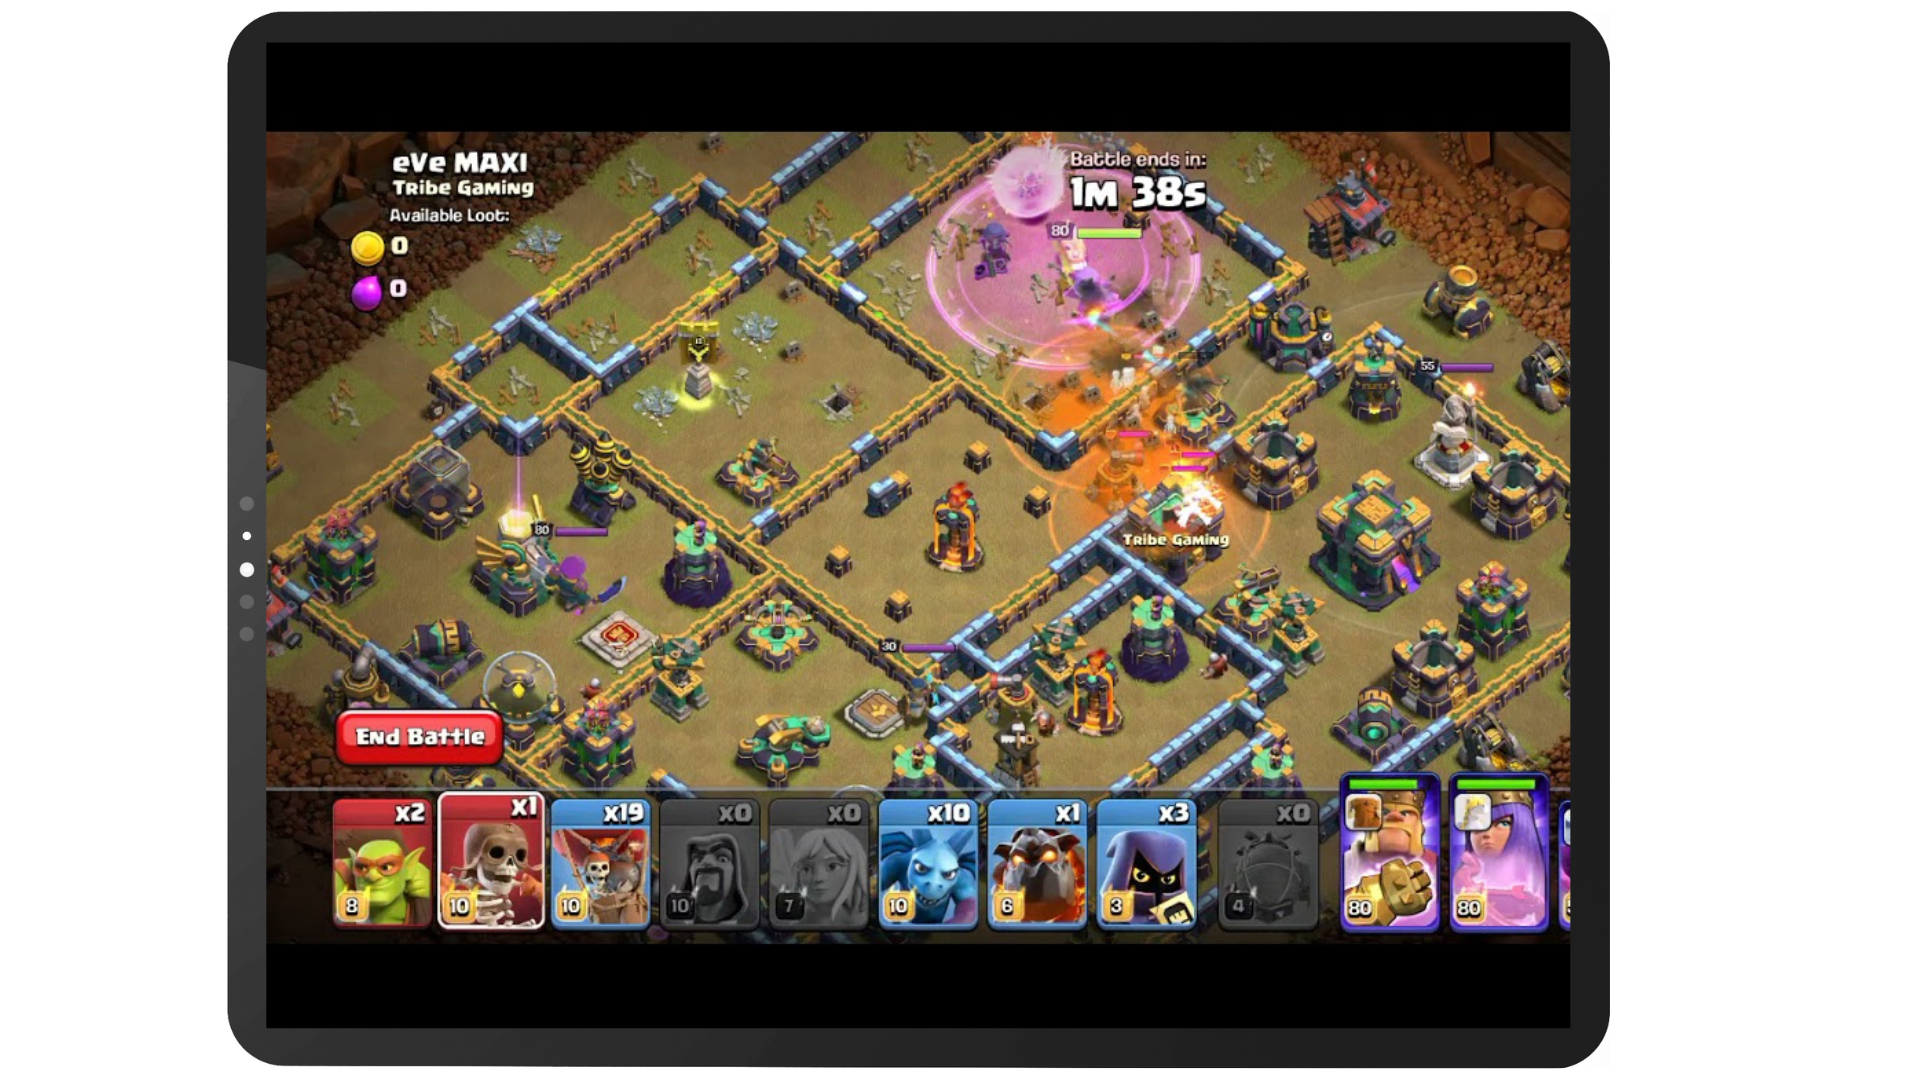 eVe MAXI
Tribe Gaming
Available Loot:
0
0
Battle ends in:
1M 38s
80
55
80
Tribe Gaming
30
End Battle
x2
x1
x19
x0
x0
x10
x1
x3
x0
8
10
10
10
7
10
6
3
4
80
80